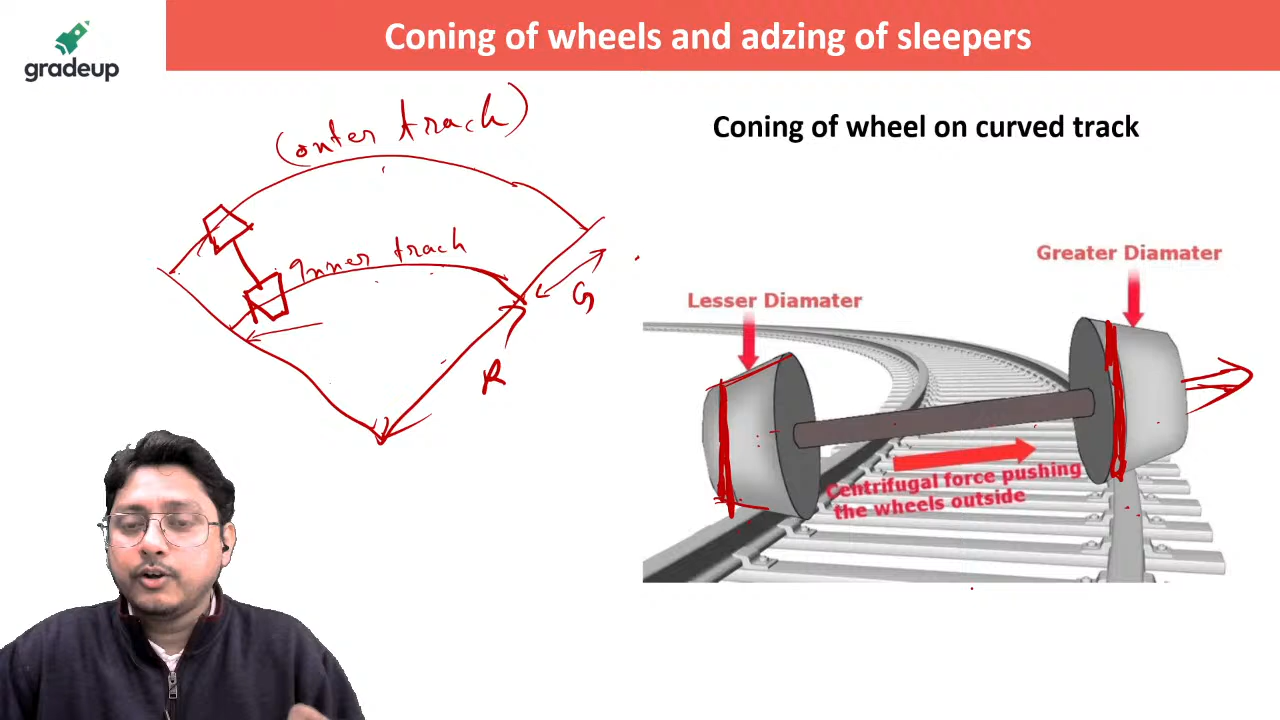 Coning of wheels and adzing of sleepers
gradeup
(outer track)
Coning of wheel on curved track
Inner track
G
R
Greater Diamater
Lesser Diamater
Centrifugal force pushing
the wheels outside